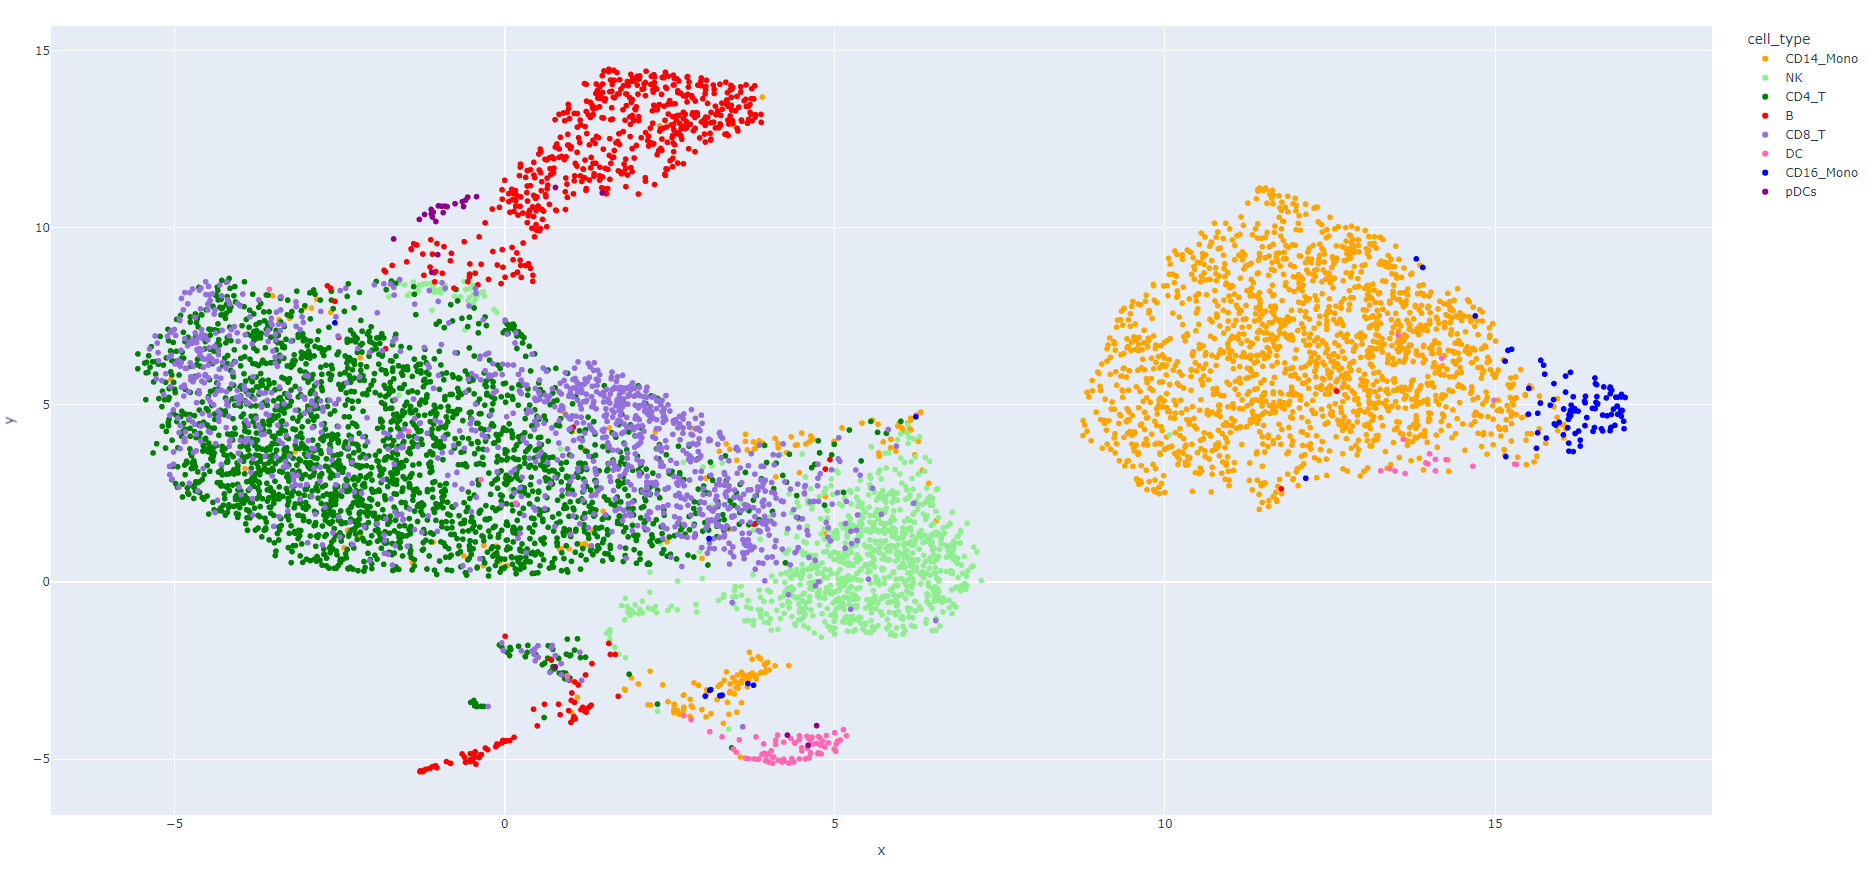 cell_type
CD14_Mono
NK
CD4_T
B
CD8_T
DC
CD16_Mono
pDCs
15
10
5
0
−5
y
−5
0
5
10
15
x